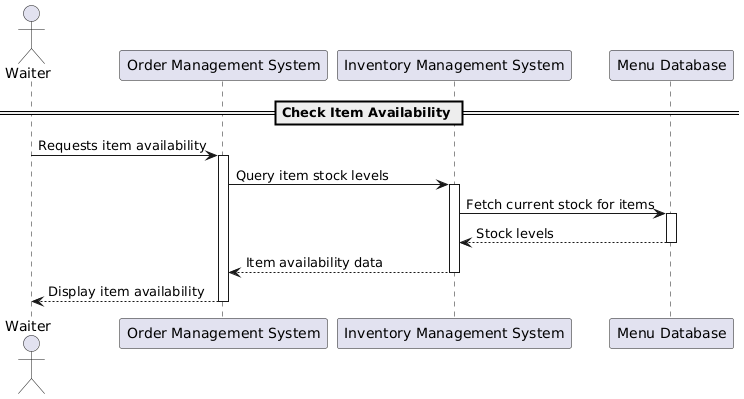 Waiter
Order Management System
Inventory Management System
Menu Database
Check Item Availability
Requests item availability
Query item stock levels
Fetch current stock for items
Stock levels
Item availability data
Display item availability
Waiter
Order Management System
Inventory Management System
Menu Database